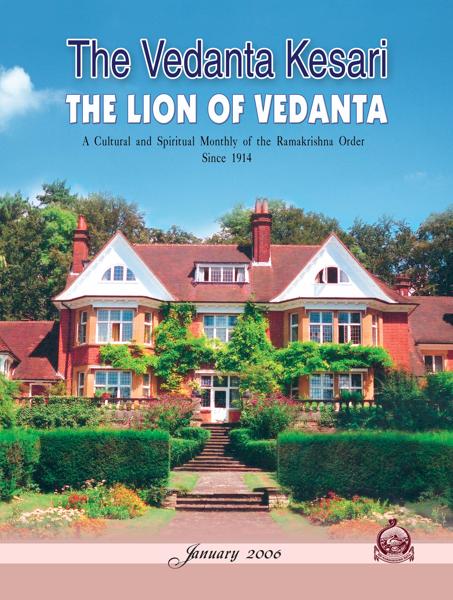 The Vedanta Kesari
THE LION OF VEDANTA
A Cultural and Spiritual Monthly of the Ramakrishna Order
Since 1914
January 2006